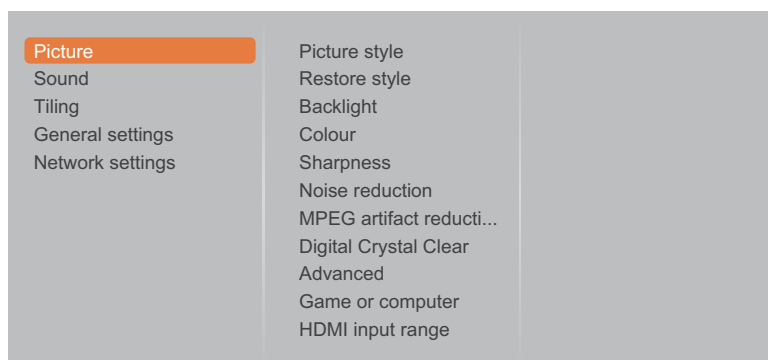 Picture
Sound
Tiling
General settings
Network settings
Picture style
Restore style
Backlight
Colour
Sharpness
Noise reduction
MPEG artifact reducti...
Digital Crystal Clear
Advanced
Game or computer
HDMI input range